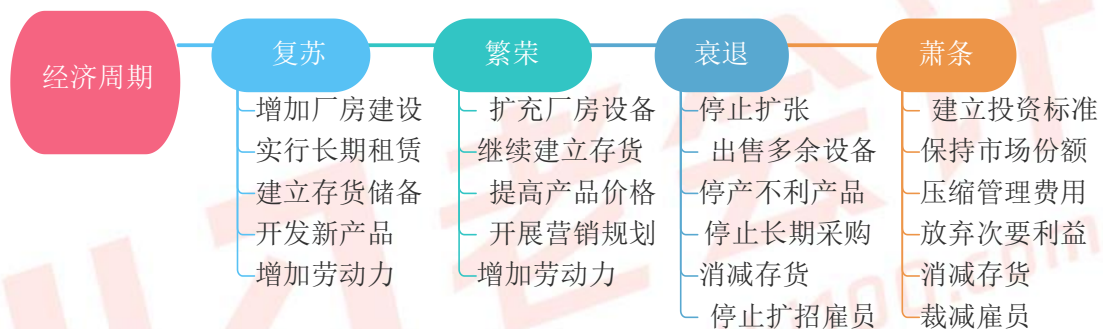 经济周期
复苏
增加厂房建设
实行长期租赁
建立存货储备
开发新产品
增加劳动力
繁荣
扩充厂房设备
继续建立存货
提高产品价格
开展营销规划
增加劳动力
衰退
停止扩张
出售多余设备
停产不利产品
停止长期采购
消减存货
停止扩招雇员
萧条
建立投资标准
保持市场份额
压缩管理费用
放弃次要利益
消减存货
裁减雇员